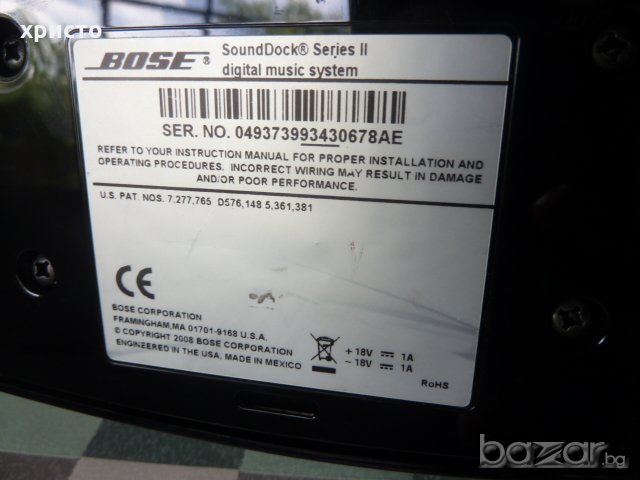 христо
BOSE® SoundDock® Series II
digital music system
SER. NO. 049373993430678AE
REFER TO YOUR INSTRUCTION MANUAL FOR PROPER INSTALLATION AND
OPERATING PROCEDURES. INCORRECT WIRING MAY RESULT IN DAMAGE
AND/OR POOR PERFORMANCE.
U.S. PAT. NOS. 7,277,765 D576,148 5,361,381
CE
BOSE CORPORATION
FRAMINGHAM,MA 01701-9168 U.S.A.
© COPYRIGHT 2008 BOSE CORPORATION
ENGINEERED IN THE USA, MADE IN MEXICO
+ 18V 1A
- 18V 1A
RoHS
bazar.bg